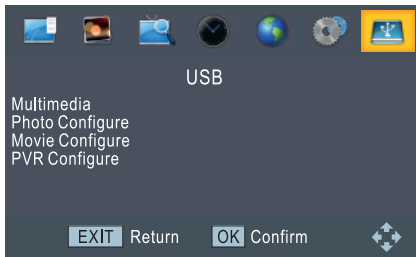 USB
Multimedia
Photo Configure
Movie Configure
PVR Configure
EXIT Return OK Confirm